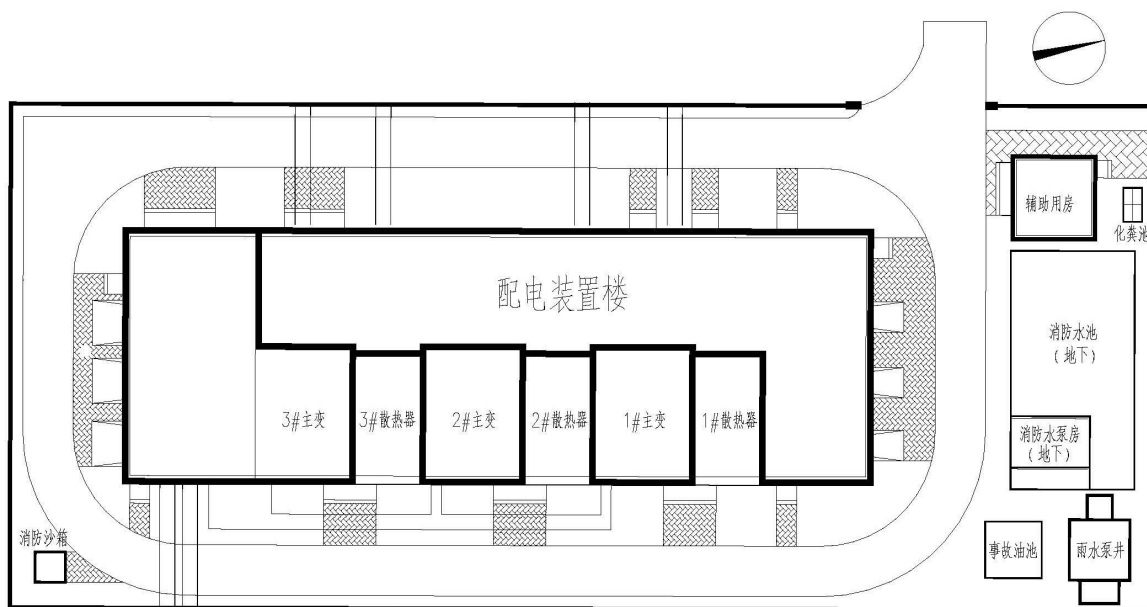 辅助用房
化粪池
配电装置楼
消防水池
(地下)
3#主变
3#散热器
2#主变
2#散热器
1#主变
1#散热器
消防水泵房
(地下)
消防沙箱
事故油池
雨水泵井